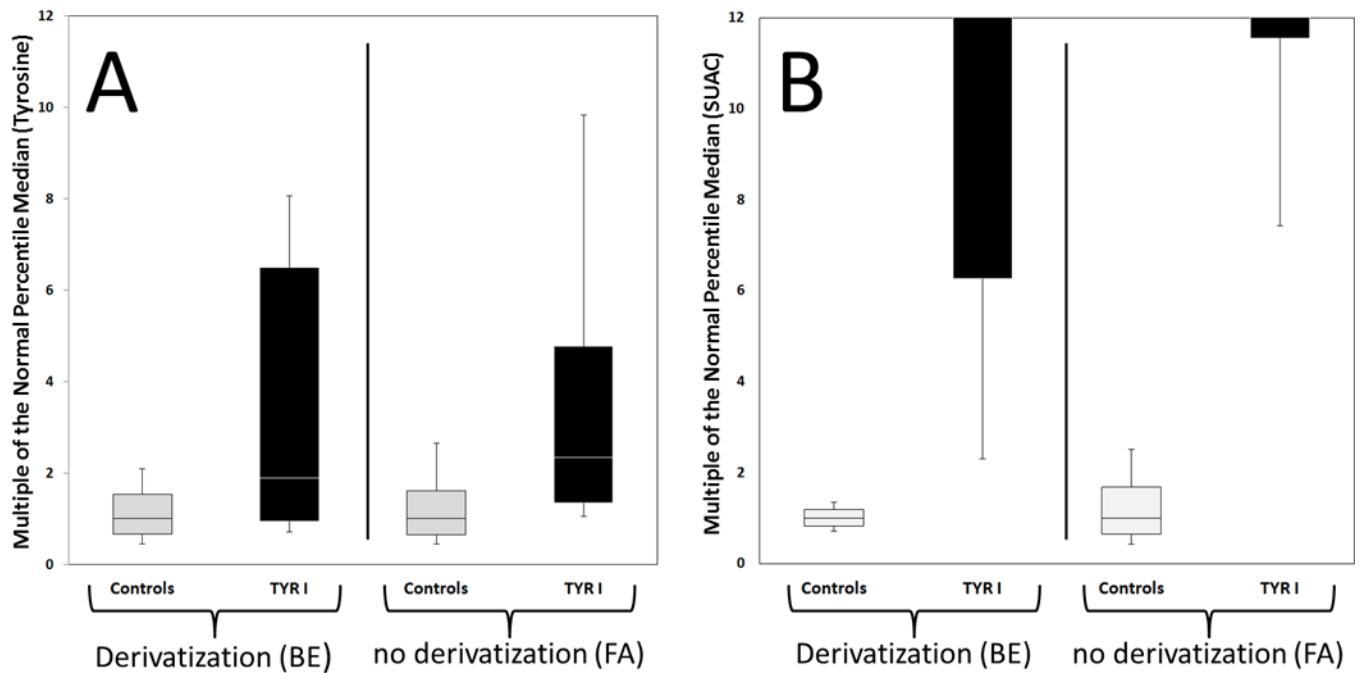 A
Multiple of the Normal Percentile Median (Tyrosine)
12
10
8
6
4
2
0
Controls
TYR I
Controls
TYR I
Derivatization (BE)
no derivatization (FA)
B
Multiple of the Normal Percentile Median (SUAC)
12
10
8
6
4
2
0
Controls
TYR I
Controls
TYR I
Derivatization (BE)
no derivatization (FA)